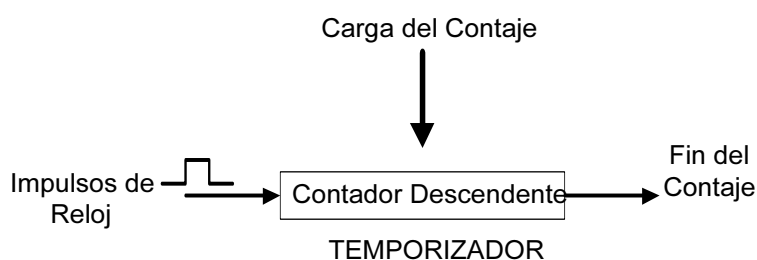 Carga del Contaje
Impulsos de
Reloj
Contador Descendente
Fin del
Contaje
TEMPORIZADOR